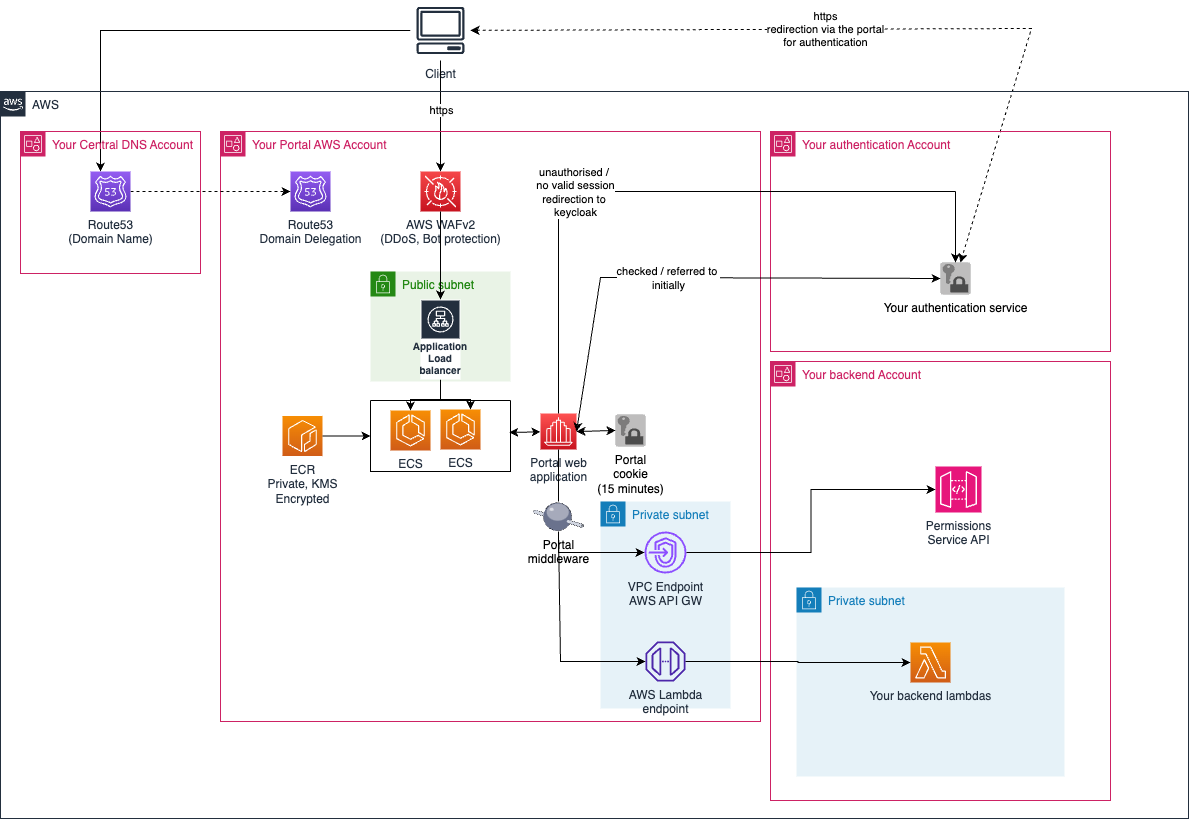 https
redirection via the portal
for authentication
Client
aws
AWS
https
Your Central DNS Account
Your Portal AWS Account
Your authentication Account
53
Route53
(Domain Name)
53
Route53
Domain Delegation
AWS WAFv2
(DDoS, Bot protection)
unauthorised /
no valid session
redirection to
keycloak
checked / referred to
initially
Your authentication service
Public subnet
Application
Load
balancer
Your backend Account
ECS
ECS
ECR
Private, KMS
Encrypted
Portal web
application
Portal
cookie
(15 minutes)
Portal
middleware
Private subnet
VPC Endpoint
AWS API GW
AWS Lambda
endpoint
Permissions
Service API
Private subnet
Your backend lambdas